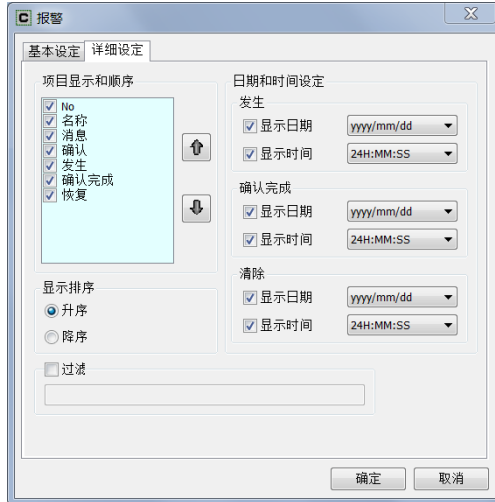 C 报警
基本设定 详细设定
项目显示和顺序
No
名称
消息
确认
发生
确认完成
恢复
显示排序
升序
降序
过滤
日期和时间设定
发生
显示日期 yyyy/mm/dd
显示时间 24H:MM:SS
确认完成
显示日期 yyyy/mm/dd
显示时间 24H:MM:SS
清除
显示日期 yyyy/mm/dd
显示时间 24H:MM:SS
确定 取消